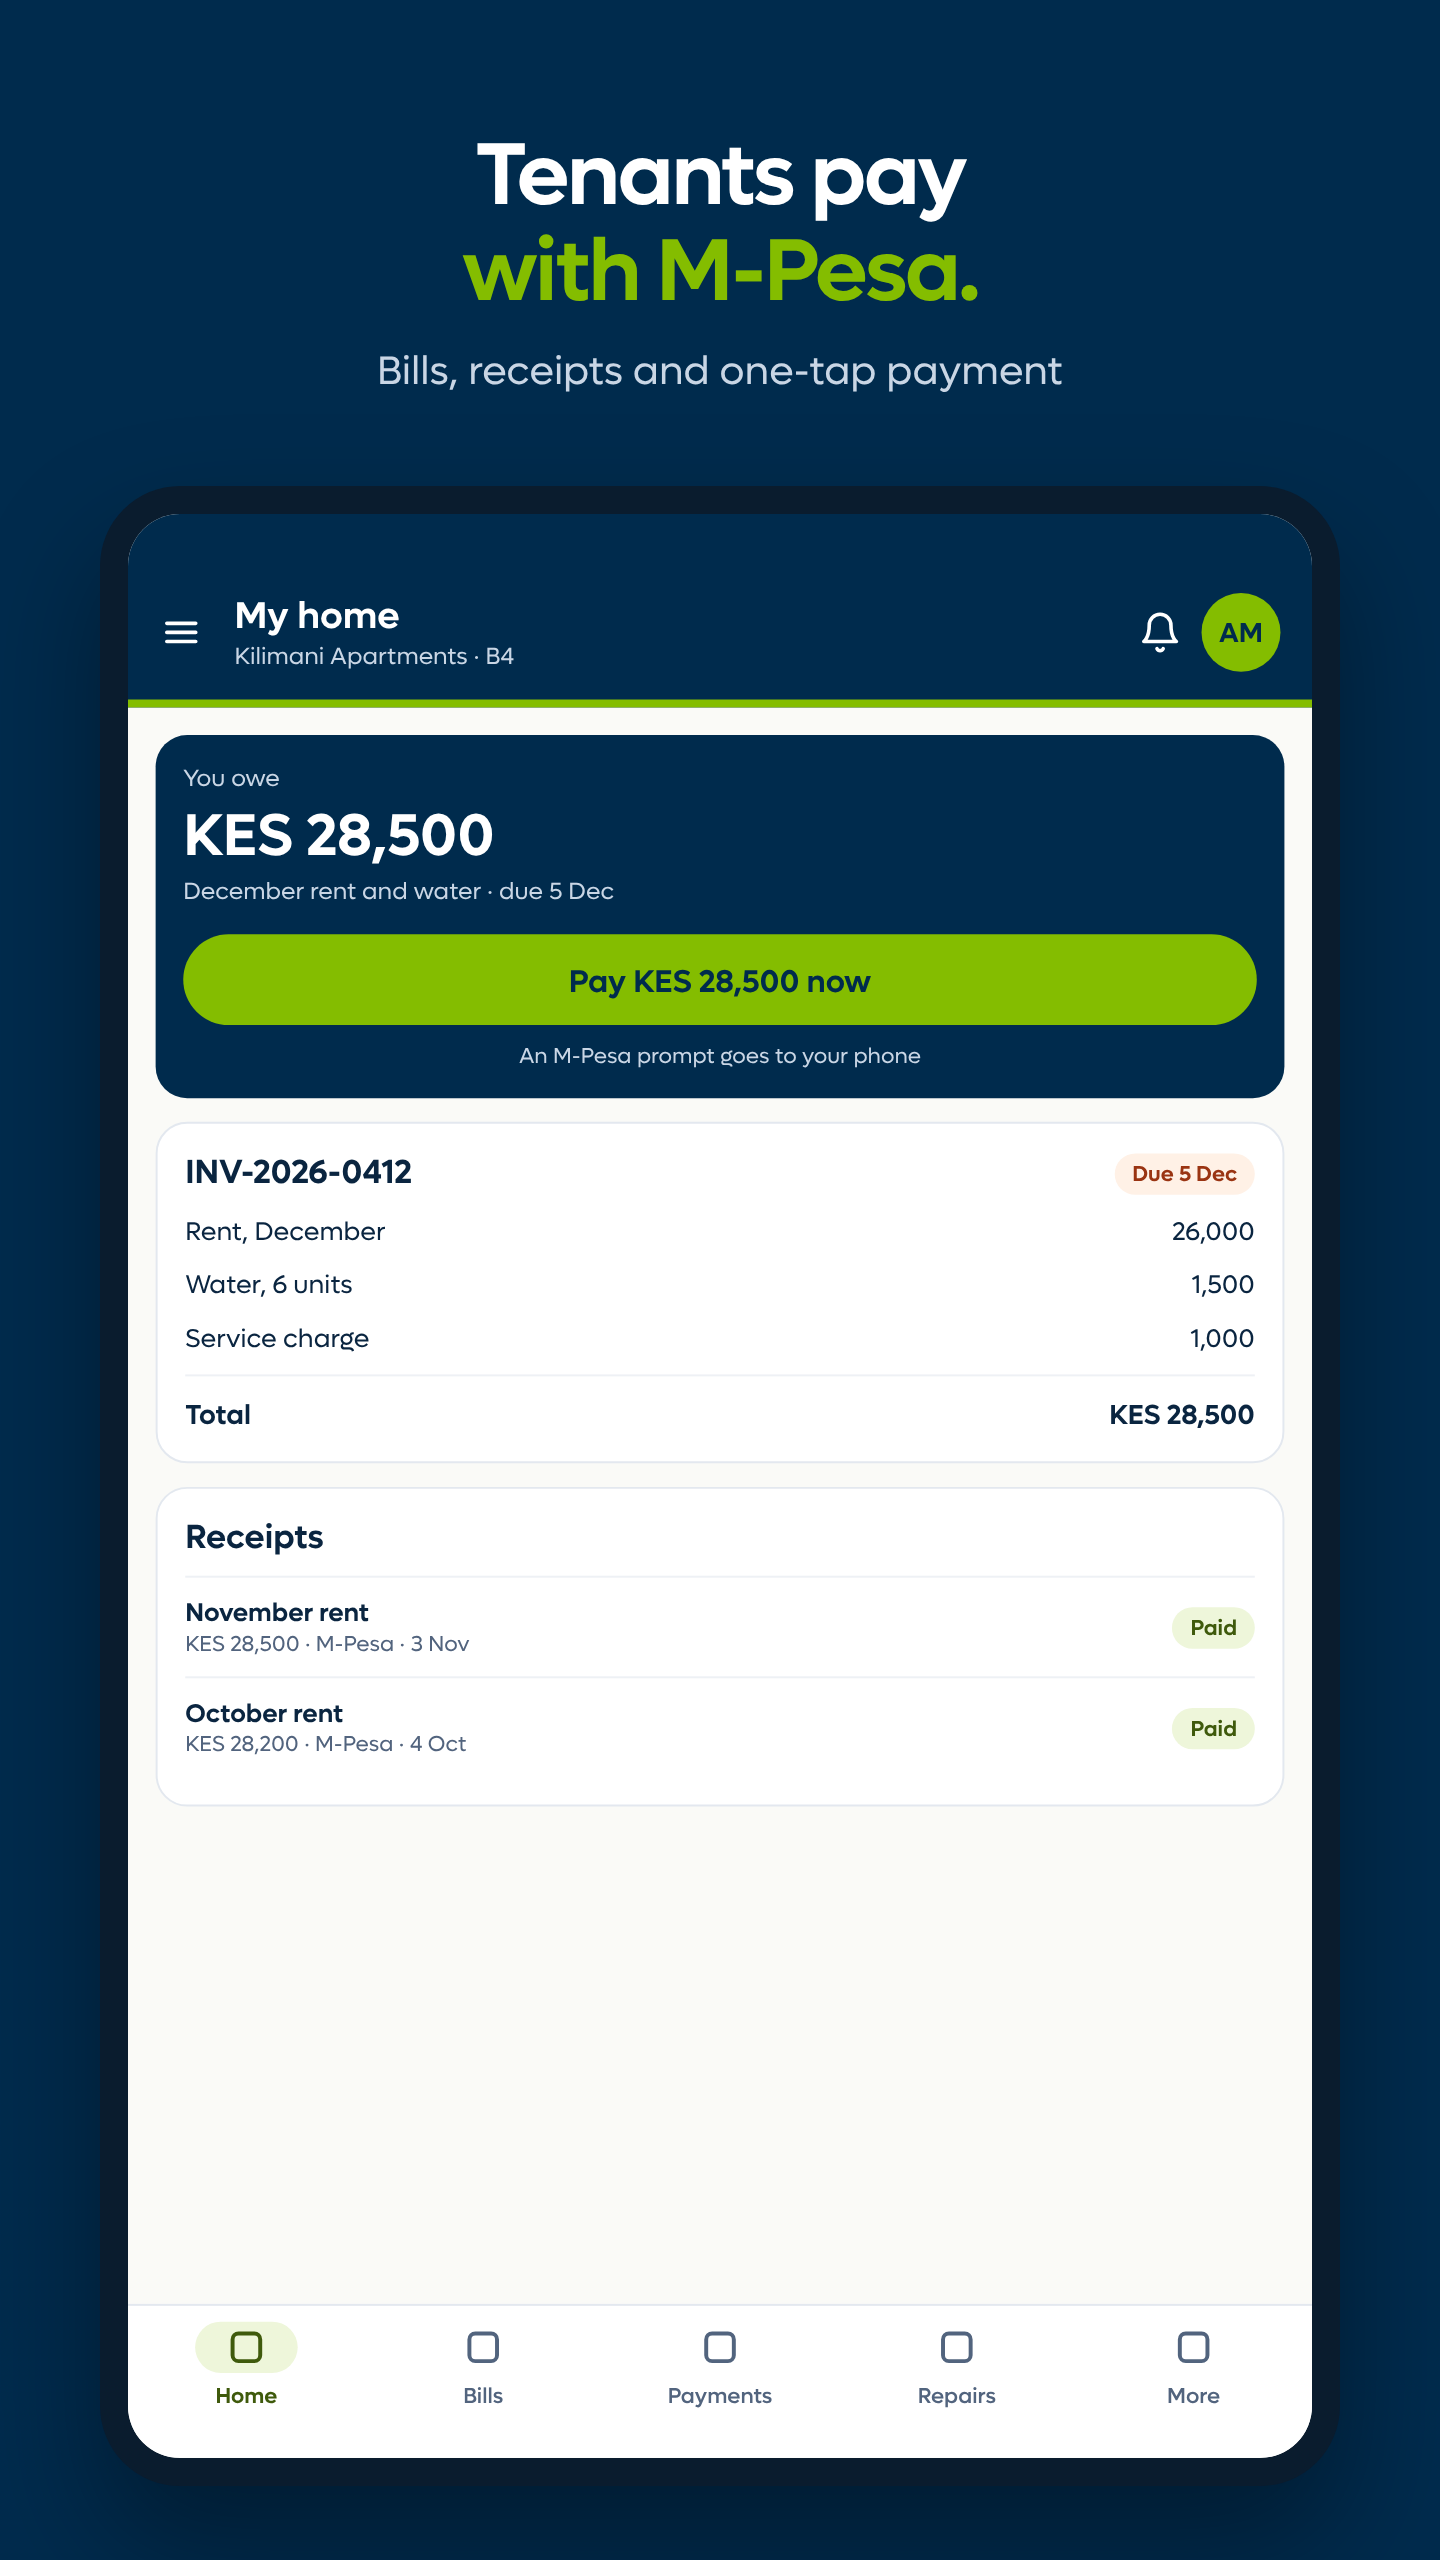 Tenants pay
with M-Pesa.
Bills, receipts and one-tap payment
My home
Kilimani Apartments · B4
AM
You owe
KES 28,500
December rent and water · due 5 Dec
Pay KES 28,500 now
An M-Pesa prompt goes to your phone
INV-2026-0412
Due 5 Dec
Rent, December 26,000
Water, 6 units 1,500
Service charge 1,000
Total KES 28,500
Receipts
November rent
KES 28,500 · M-Pesa · 3 Nov
Paid
October rent
KES 28,200 · M-Pesa · 4 Oct
Paid
Home Bills Payments Repairs More